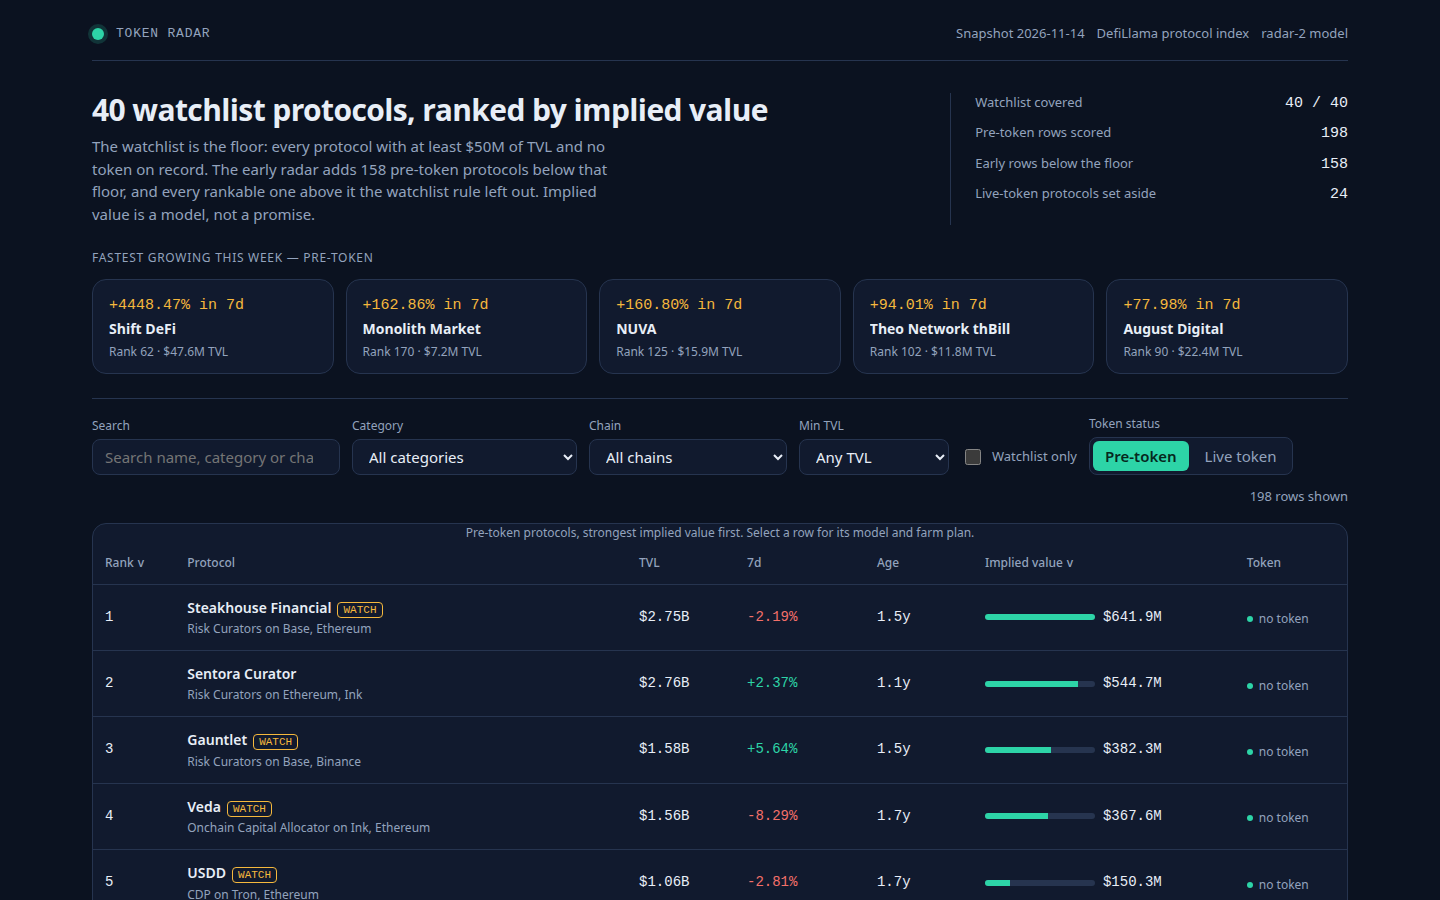 TOKEN RADAR
Snapshot 2026-11-14 DefiLlama protocol index radar-2 model
40 watchlist protocols, ranked by implied value
The watchlist is the floor: every protocol with at least $50M of TVL and no
token on record. The early radar adds 158 pre-token protocols below that
floor, and every rankable one above it the watchlist rule left out. Implied
value is a model, not a promise.
Watchlist covered 40 / 40
Pre-token rows scored 198
Early rows below the floor 158
Live-token protocols set aside 24
FASTEST GROWING THIS WEEK — PRE-TOKEN
+4448.47% in 7d
Shift DeFi
Rank 62 · $47.6M TVL
+162.86% in 7d
Monolith Market
Rank 170 · $7.2M TVL
+160.80% in 7d
NUVA
Rank 125 · $15.9M TVL
+94.01% in 7d
Theo Network thBill
Rank 102 · $11.8M TVL
+77.98% in 7d
August Digital
Rank 90 · $22.4M TVL
Search
Search name, category or cha
Category
All categories
Chain
All chains
Min TVL
Any TVL
Watchlist only
Token status
Pre-token Live token
198 rows shown
Pre-token protocols, strongest implied value first. Select a row for its model and farm plan.
Rank v Protocol TVL 7d Age Implied value v Token
1 Steakhouse Financial WATCH $2.75B -2.19% 1.5y $641.9M no token
Risk Curators on Base, Ethereum
2 Sentora Curator $2.76B +2.37% 1.1y $544.7M no token
Risk Curators on Ethereum, Ink
3 Gauntlet WATCH $1.58B +5.64% 1.5y $382.3M no token
Risk Curators on Base, Binance
4 Veda WATCH $1.56B -8.29% 1.7y $367.6M no token
Onchain Capital Allocator on Ink, Ethereum
5 USDD WATCH $1.06B -2.81% 1.7y $150.3M no token
CDP on Tron, Ethereum